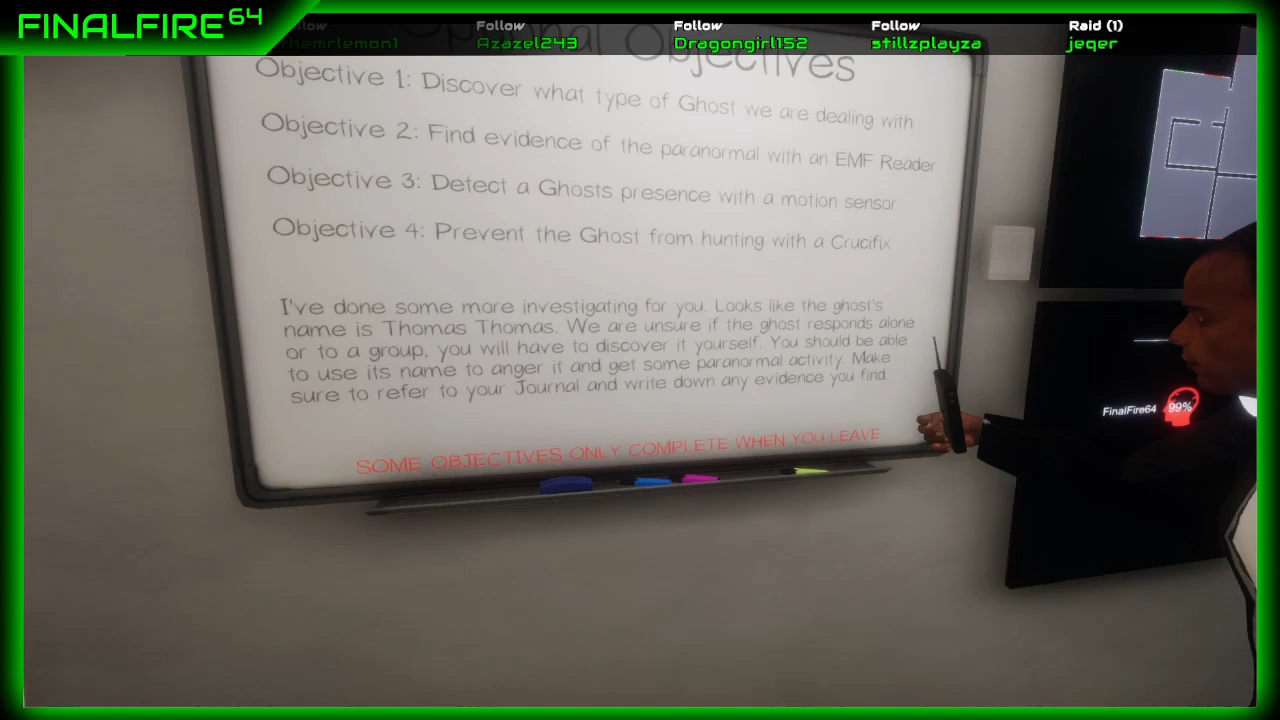 FINALFIRE64
Follow Follow Follow Follow Raid (1)
Azazel243 Dragongirl152 stillzplayza jeqer
Optional Objectives
Objective 1: Discover what type of Ghost we are dealing with
Objective 2: Find evidence of the paranormal with an EMF Reader
Objective 3: Detect a Ghosts presence with a motion sensor
Objective 4: Prevent the Ghost from hunting with a Crucifix
I've done some more investigating for you. Looks like the ghost's
name is Thomas Thomas. We are unsure if the ghost responds alone
or to a group, you will have to discover it yourself. You should be able
to use its name to anger it and get some paranormal activity. Make
sure to refer to your Journal and write down any evidence you find.
SOME OBJECTIVES ONLY COMPLETE WHEN YOU LEAVE
FinalFire64 99%